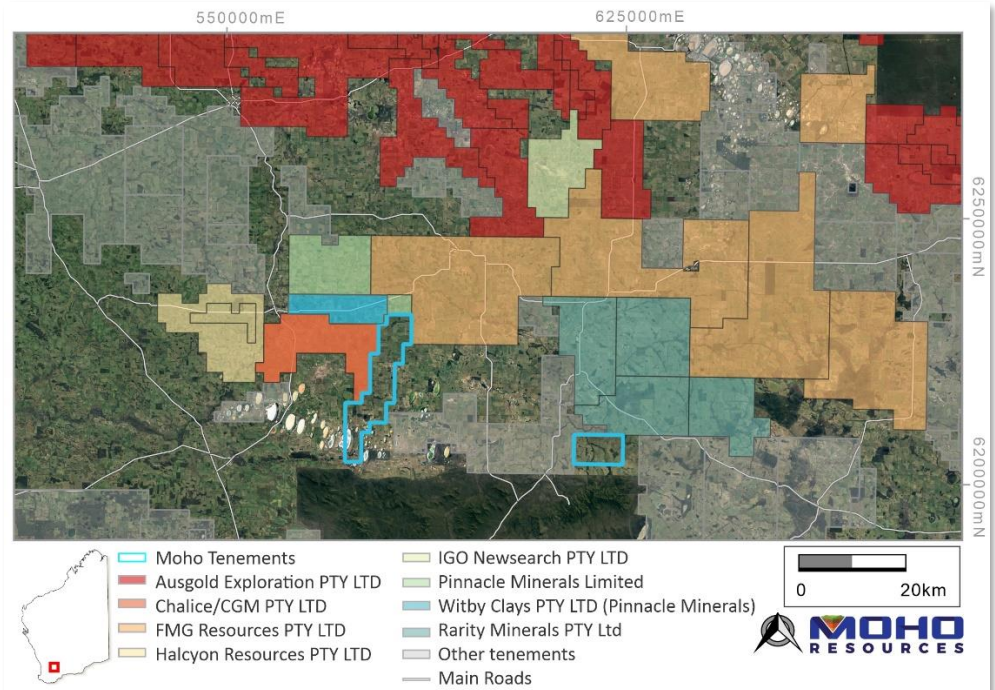 550000mE
625000mE
6250000mN
6200000mN
Moho Tenements
Ausgold Exploration PTY LTD
Chalice/CGM PTY LTD
FMG Resources PTY LTD
Halcyon Resources PTY LTD
IGO Newsearch PTY LTD
Pinnacle Minerals Limited
Witby Clays PTY LTD (Pinnacle Minerals)
Rarity Minerals PTY Ltd
Other tenements
Main Roads
0 20km
MOHO
RESOURCES